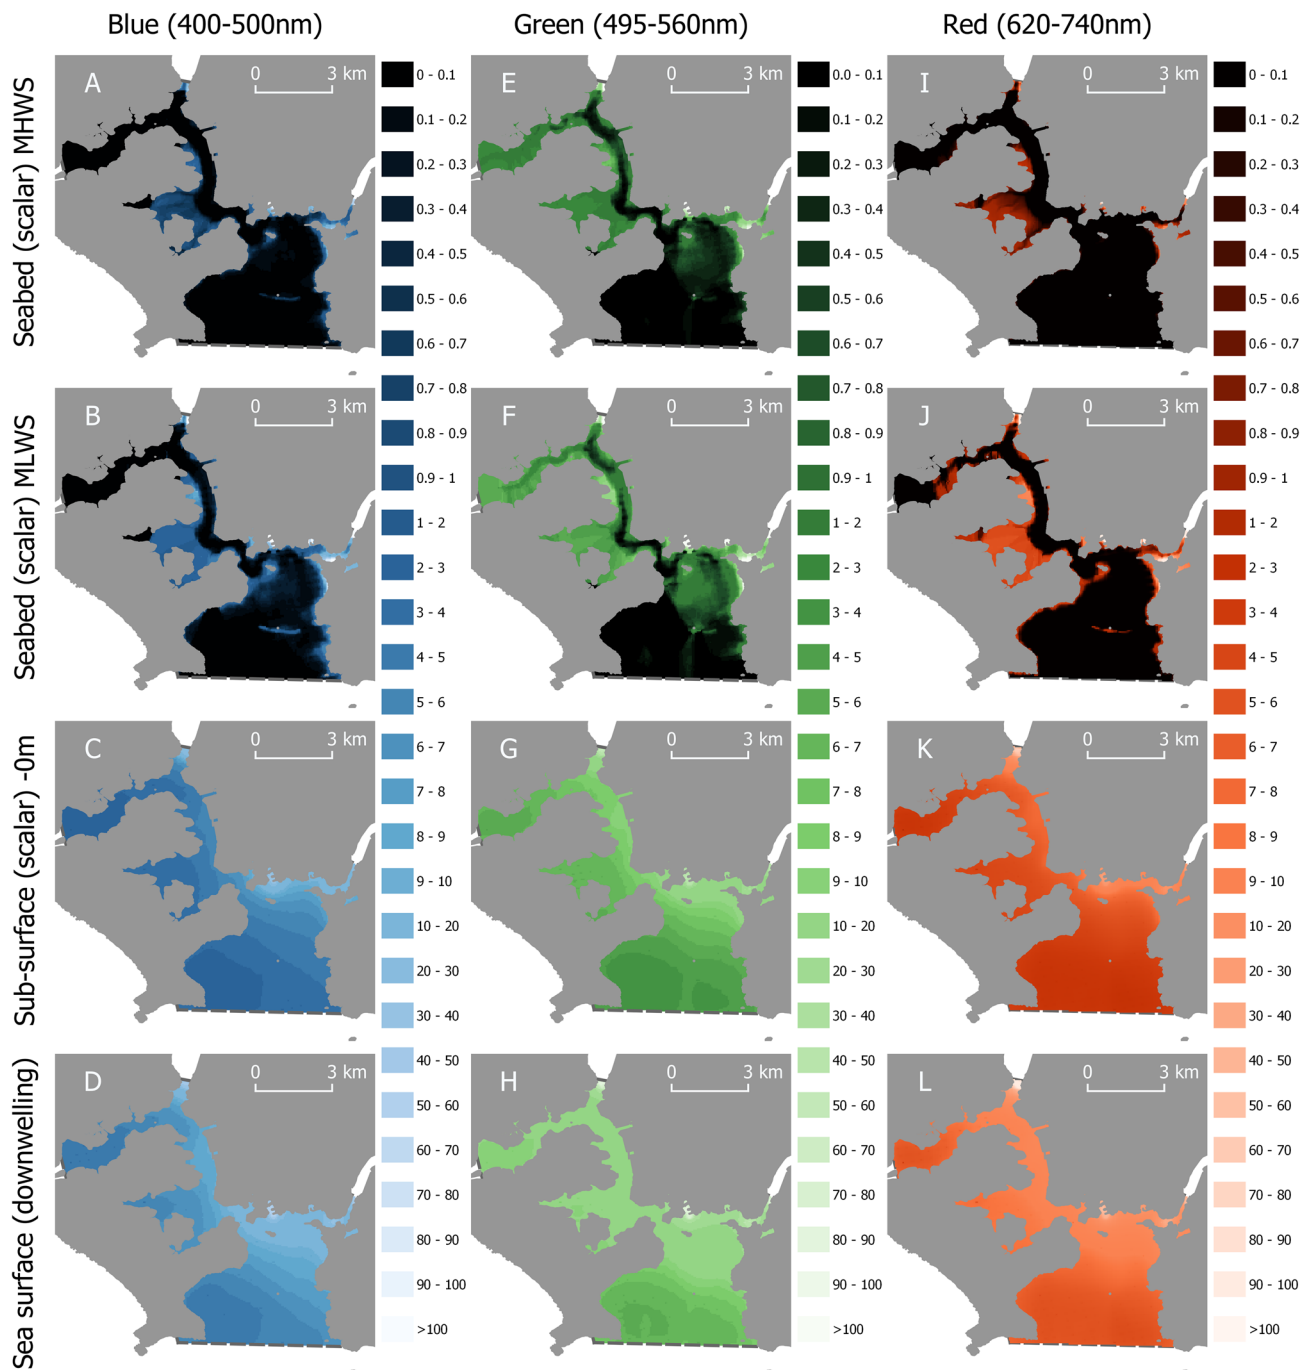 Blue (400-500nm)
Green (495-560nm)
Red (620-740nm)
Seabed (scalar) MHWS
Seabed (scalar) MLWS
Sub-surface (scalar) -0m
Sea surface (downwelling)
A
0 3 km
B
0 3 km
C
0 3 km
D
0 3 km
0 - 0.1
0.1 - 0.2
0.2 - 0.3
0.3 - 0.4
0.4 - 0.5
0.5 - 0.6
0.6 - 0.7
0.7 - 0.8
0.8 - 0.9
0.9 - 1
1 - 2
2 - 3
3 - 4
4 - 5
5 - 6
6 - 7
7 - 8
8 - 9
9 - 10
10 - 20
20 - 30
30 - 40
40 - 50
50 - 60
60 - 70
70 - 80
80 - 90
90 - 100
>100
E
0 3 km
F
0 3 km
G
0 3 km
H
0 3 km
0.0 - 0.1
0.1 - 0.2
0.2 - 0.3
0.3 - 0.4
0.4 - 0.5
0.5 - 0.6
0.6 - 0.7
0.7 - 0.8
0.8 - 0.9
0.9 - 1
1 - 2
2 - 3
3 - 4
4 - 5
5 - 6
6 - 7
7 - 8
8 - 9
9 - 10
10 - 20
20 - 30
30 - 40
40 - 50
50 - 60
60 - 70
70 - 80
80 - 90
90 - 100
>100
I
0 3 km
J
0 3 km
K
0 3 km
L
0 3 km
0 - 0.1
0.1 - 0.2
0.2 - 0.3
0.3 - 0.4
0.4 - 0.5
0.5 - 0.6
0.6 - 0.7
0.7 - 0.8
0.8 - 0.9
0.9 - 1
1 - 2
2 - 3
3 - 4
4 - 5
5 - 6
6 - 7
7 - 8
8 - 9
9 - 10
10 - 20
20 - 30
30 - 40
40 - 50
50 - 60
60 - 70
70 - 80
80 - 90
90 - 100
>100